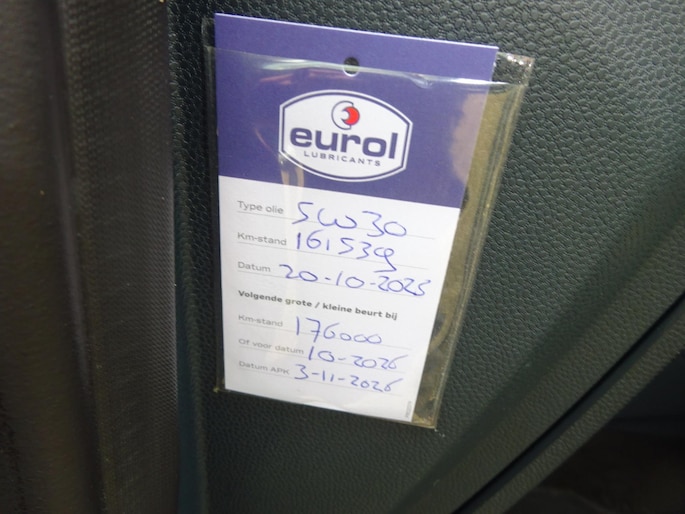 eurol
LUBRICANTS
Type olie 5w30
Km-stand 161539
Datum 20-10-2025
Volgende grote / kleine beurt bij
Km-stand 176000
Of voor datum 10-2026
Datum APK 3-11-2026